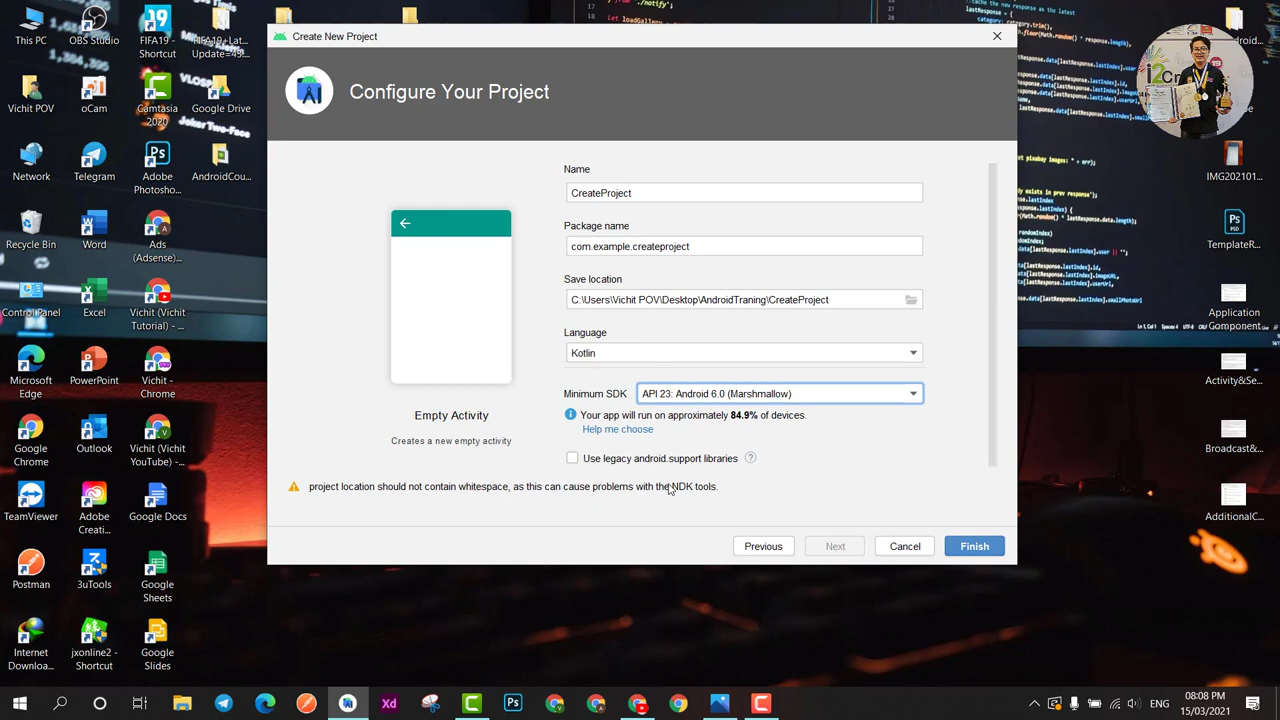 Create New Project
Configure Your Project
Name
CreateProject
Package name
com.example.createproject
Save location
C:\Users\Vichit POV\Desktop\AndroidTraning\CreateProject
Language
Kotlin
Minimum SDK
API 23: Android 6.0 (Marshmallow)
Your app will run on approximately 84.9% of devices.
Help me choose
Use legacy android.support libraries
?
Empty Activity
Creates a new empty activity
project location should not contain whitespace, as this can cause problems with the NDK tools.
Previous
Next
Cancel
Finish
This PC
OBS Studio
FIFA19 - Shortcut
FIFA19_Lat... Update=45...
Vichit POV
oCam
Camtasia 2020
Google Drive
Network
Telegram
Adobe Photosho...
AndroidCou...
Recycle Bin
Word
Ads (Adsense)...
Control Panel
Excel
Vichit (Vichit Tutorial) - ...
Microsoft Edge
PowerPoint
Vichit - Chrome
Google Chrome
Outlook
Vichit (Vichit YouTube) - ...
TeamViewer
Adobe Creati...
Google Docs
Postman
3uTools
Google Sheets
Internet Downloa...
jxonline2 - Shortcut
Google Slides
IMG202101...
TemplateR...
Application Component...
Activity&Se...
Broadcast&...
AdditionalC...
ENG
08:08 PM
15/03/2021